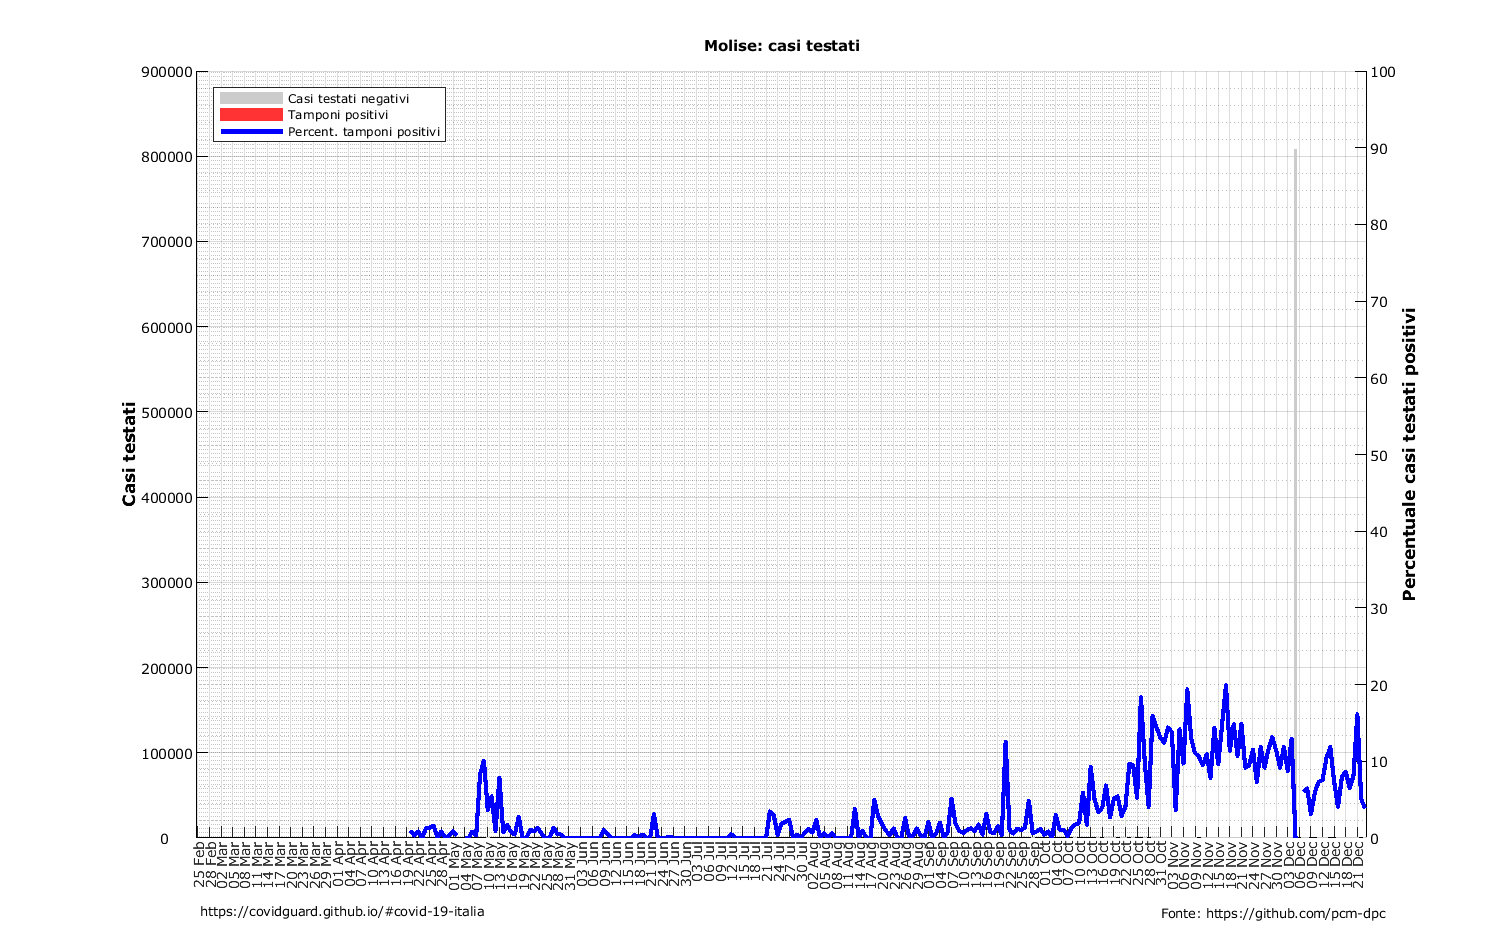 Molise: casi testati
900000
800000
700000
600000
500000
400000
300000
200000
100000
0
Casi testati
Casi testati negativi
Tamponi positivi
Percent. tamponi positivi
100
90
80
70
60
50
40
30
20
10
0
Percentuale casi testati positivi
25 Feb
28 Feb
02 Mar
05 Mar
08 Mar
11 Mar
14 Mar
17 Mar
20 Mar
23 Mar
26 Mar
29 Mar
01 Apr
04 Apr
07 Apr
10 Apr
13 Apr
16 Apr
19 Apr
22 Apr
25 Apr
28 Apr
01 May
04 May
07 May
10 May
13 May
16 May
19 May
22 May
25 May
28 May
31 May
03 Jun
06 Jun
09 Jun
12 Jun
15 Jun
18 Jun
21 Jun
24 Jun
27 Jun
30 Jun
03 Jul
06 Jul
09 Jul
12 Jul
15 Jul
18 Jul
21 Jul
24 Jul
27 Jul
30 Jul
02 Aug
05 Aug
08 Aug
11 Aug
14 Aug
17 Aug
20 Aug
23 Aug
26 Aug
29 Aug
01 Sep
04 Sep
07 Sep
10 Sep
13 Sep
16 Sep
19 Sep
22 Sep
25 Sep
28 Sep
01 Oct
04 Oct
07 Oct
10 Oct
13 Oct
16 Oct
19 Oct
22 Oct
25 Oct
28 Oct
31 Oct
03 Nov
06 Nov
09 Nov
12 Nov
15 Nov
18 Nov
21 Nov
24 Nov
27 Nov
30 Nov
03 Dec
06 Dec
09 Dec
12 Dec
15 Dec
18 Dec
21 Dec
https://covidguard.github.io/#covid-19-italia
Fonte: https://github.com/pcm-dpc